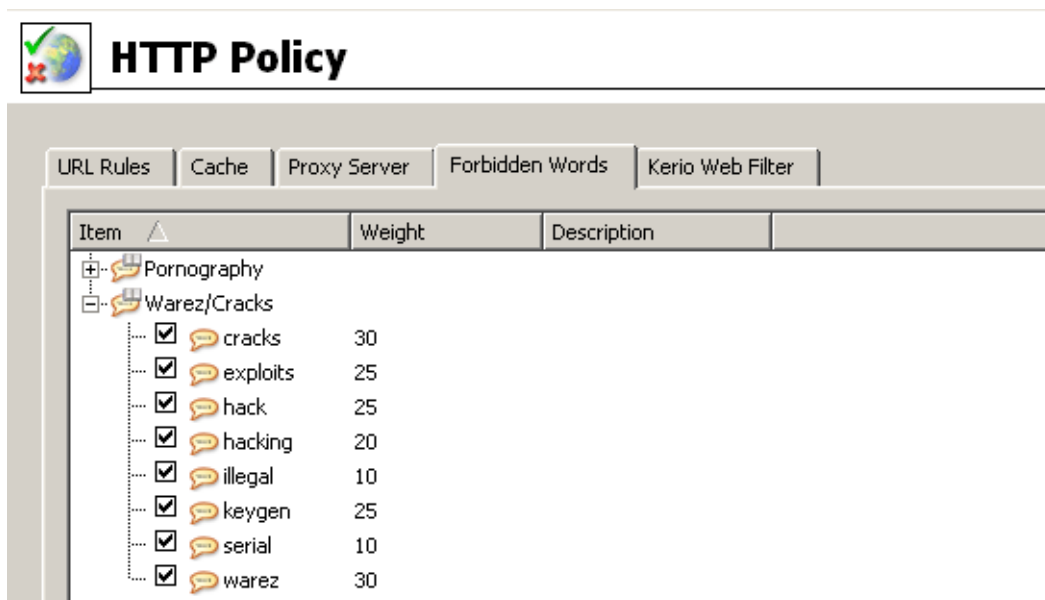 HTTP Policy
URL Rules Cache Proxy Server Forbidden Words Kerio Web Filter
Item Weight Description
Pornography
Warez/Cracks
cracks 30
exploits 25
hack 25
hacking 20
illegal 10
keygen 25
serial 10
warez 30